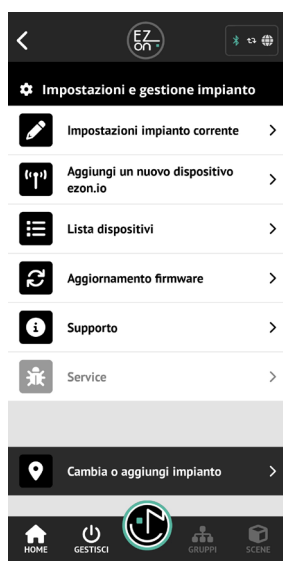 EZ
on
Impostazioni e gestione impianto
Impostazioni impianto corrente
Aggiungi un nuovo dispositivo
ezon.io
Lista dispositivi
Aggiornamento firmware
Supporto
Service
Cambia o aggiungi impianto
HOME GESTISCI GRUPPI SCENE